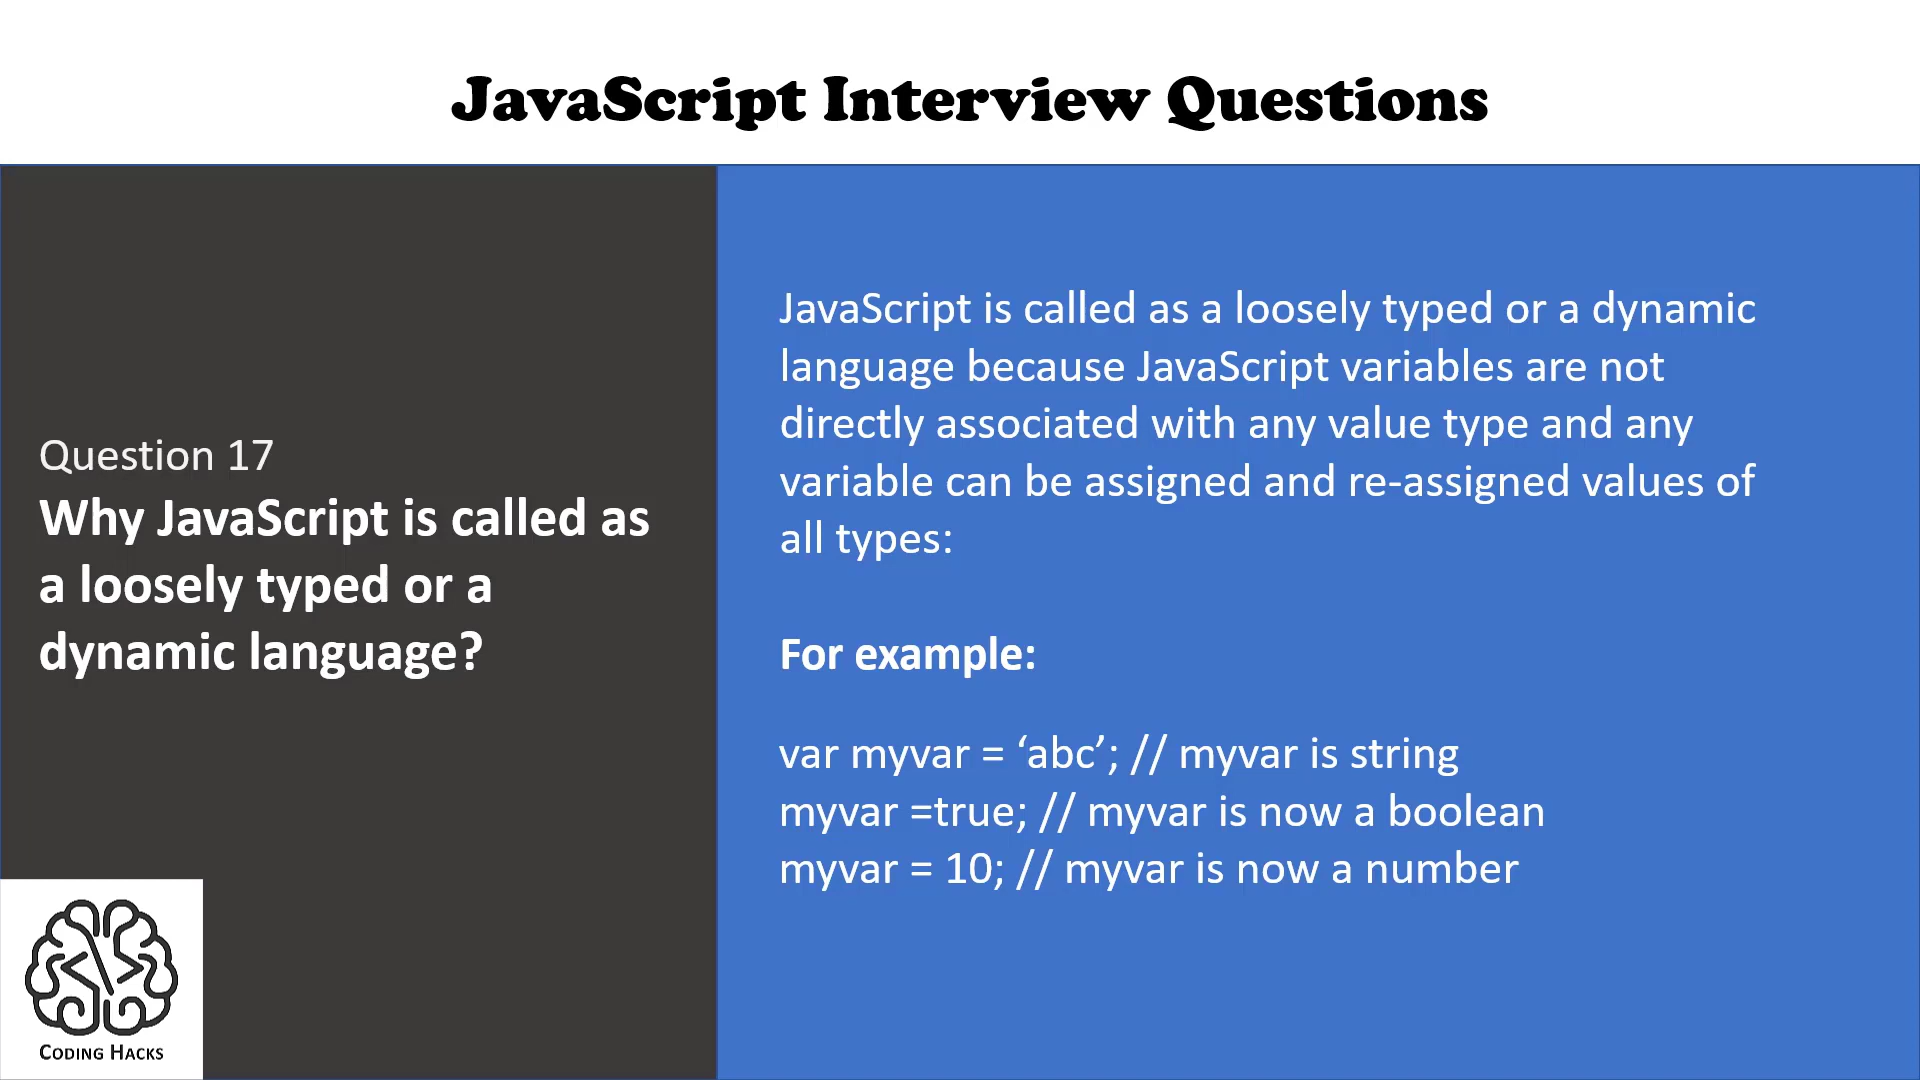 JavaScript Interview Questions
Question 17
Why JavaScript is called as
a loosely typed or a
dynamic language?
JavaScript is called as a loosely typed or a dynamic
language because JavaScript variables are not
directly associated with any value type and any
variable can be assigned and re-assigned values of
all types:
For example:
var myvar = ‘abc’; // myvar is string
myvar =true; // myvar is now a boolean
myvar = 10; // myvar is now a number
CODING HACKS